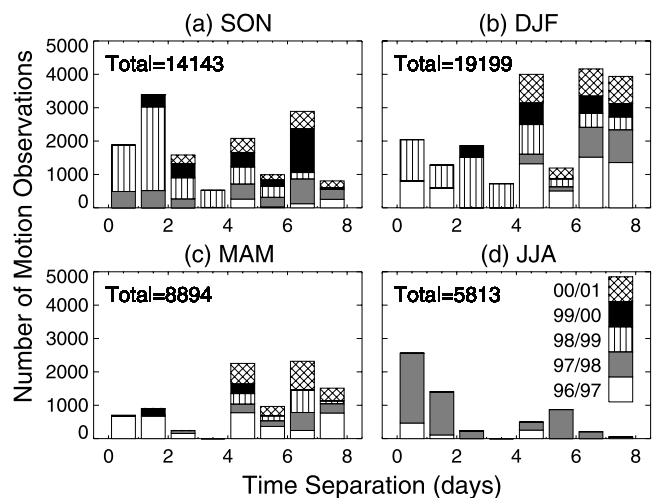 (a) SON
(b) DJF
5000
4000
3000
2000
1000
0
Total=14143
Total=19199
0 2 4 6 8
0 2 4 6 8
(c) MAM
(d) JJA
5000
4000
3000
2000
1000
0
Total=8894
Total=5813
00/01
99/00
98/99
97/98
96/97
0 2 4 6 8
0 2 4 6 8
Number of Motion Observations
Time Separation (days)